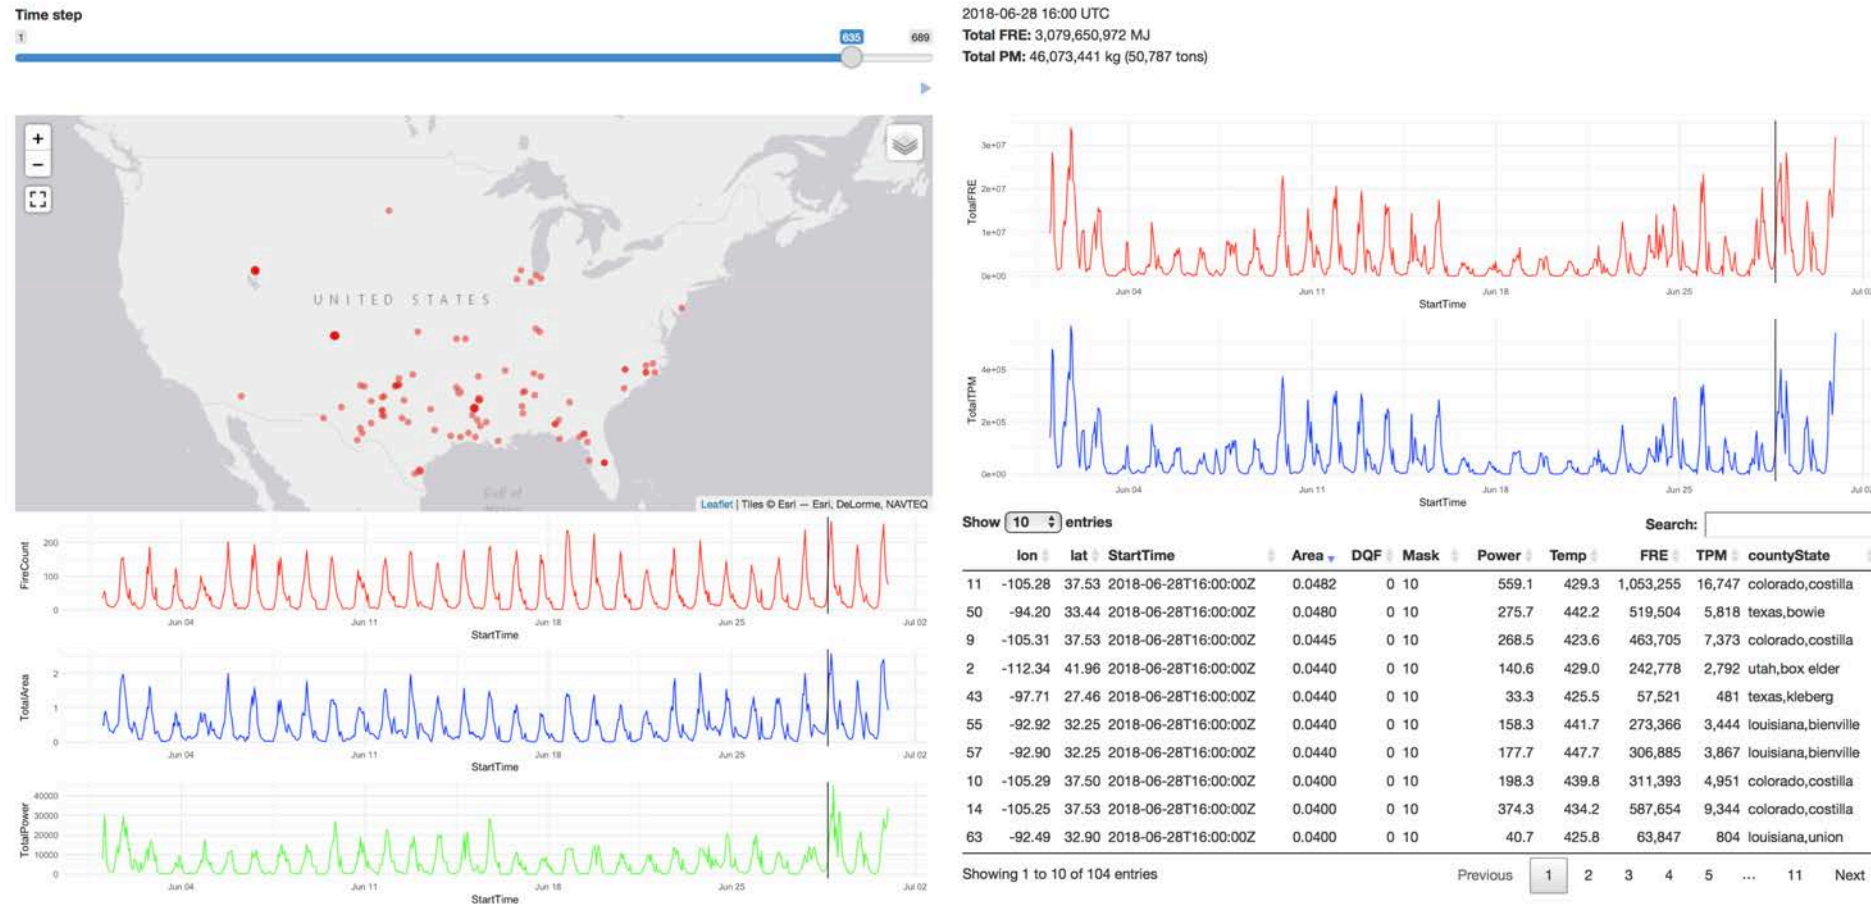 Time step
1
635
689
+
−
UNITED STATES
Gulf of
Leaflet | Tiles © Esri — Esri, DeLorme, NAVTEQ
FireCount
200
100
0
Jun 04
Jun 11
Jun 18
Jun 25
Jul 02
StartTime
TotalArea
2
1
0
Jun 04
Jun 11
Jun 18
Jun 25
Jul 02
StartTime
TotalPower
40000
30000
20000
10000
0
Jun 04
Jun 11
Jun 18
Jun 25
Jul 02
StartTime
2018-06-28 16:00 UTC
Total FRE: 3,079,650,972 MJ
Total PM: 46,073,441 kg (50,787 tons)
TotalFRE
3e+07
2e+07
1e+07
0e+00
Jun 04
Jun 11
Jun 18
Jun 25
Jul 02
StartTime
TotalTPM
4e+05
2e+05
0e+00
Jun 04
Jun 11
Jun 18
Jun 25
Jul 02
StartTime
Show 10 entries
Search:
lon lat StartTime Area DQF Mask Power Temp FRE TPM countyState
11 -105.28 37.53 2018-06-28T16:00:00Z 0.0482 0 10 559.1 429.3 1,053,255 16,747 colorado,costilla
50 -94.20 33.44 2018-06-28T16:00:00Z 0.0480 0 10 275.7 442.2 519,504 5,818 texas,bowie
9 -105.31 37.53 2018-06-28T16:00:00Z 0.0445 0 10 268.5 423.6 463,705 7,373 colorado,costilla
2 -112.34 41.96 2018-06-28T16:00:00Z 0.0440 0 10 140.6 429.0 242,778 2,792 utah,box elder
43 -97.71 27.46 2018-06-28T16:00:00Z 0.0440 0 10 33.3 425.5 57,521 481 texas,kleberg
55 -92.92 32.25 2018-06-28T16:00:00Z 0.0440 0 10 158.3 441.7 273,366 3,444 louisiana,bienville
57 -92.90 32.25 2018-06-28T16:00:00Z 0.0440 0 10 177.7 447.7 306,885 3,867 louisiana,bienville
10 -105.29 37.50 2018-06-28T16:00:00Z 0.0400 0 10 198.3 439.8 311,393 4,951 colorado,costilla
14 -105.25 37.53 2018-06-28T16:00:00Z 0.0400 0 10 374.3 434.2 587,654 9,344 colorado,costilla
63 -92.49 32.90 2018-06-28T16:00:00Z 0.0400 0 10 40.7 425.8 63,847 804 louisiana,union
Showing 1 to 10 of 104 entries
Previous 1 2 3 4 5 ... 11 Next